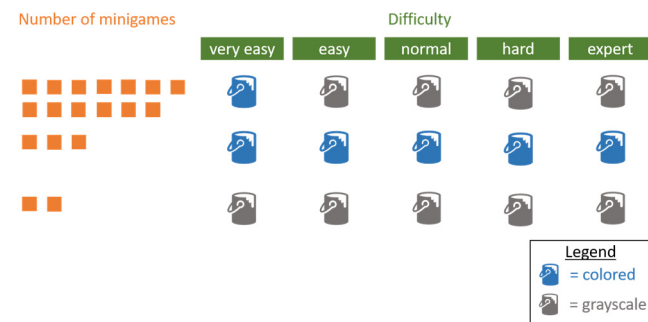 Number of minigames
Difficulty
very easy
easy
normal
hard
expert
Legend
= colored
= grayscale